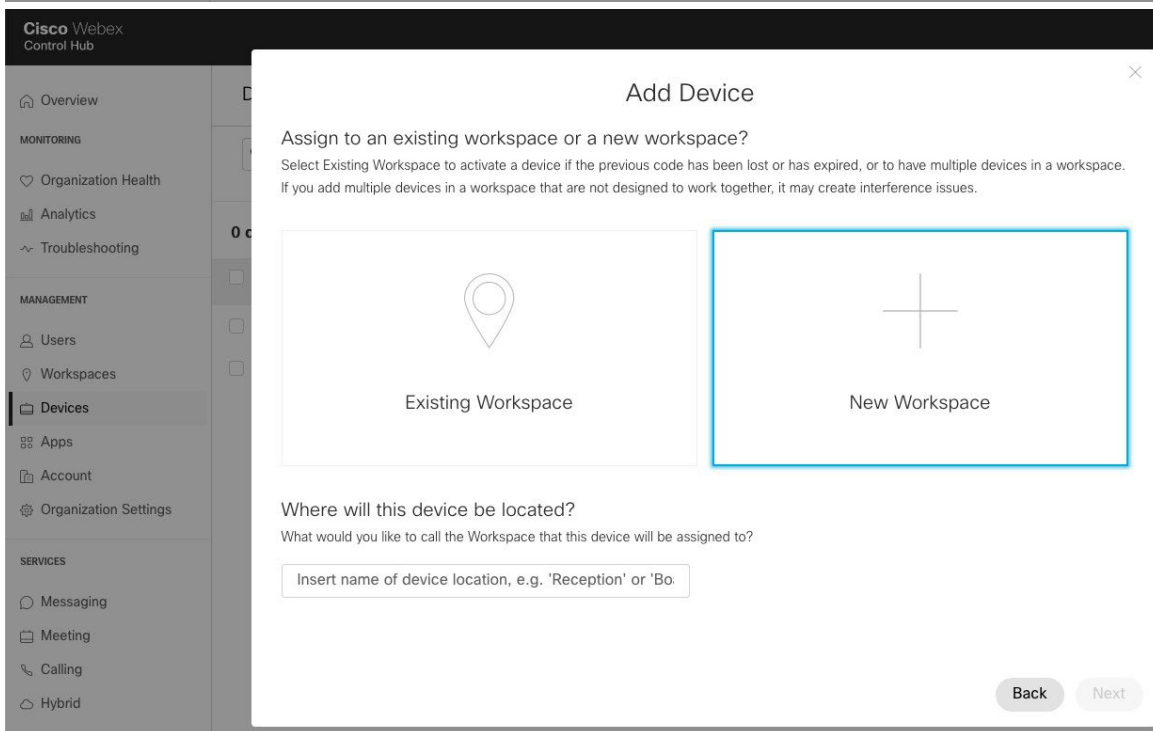 Cisco Webex
Control Hub
Overview
MONITORING
Organization Health
Analytics
Troubleshooting
MANAGEMENT
Users
Workspaces
Devices
Apps
Account
Organization Settings
SERVICES
Messaging
Meeting
Calling
Hybrid
D
0 d
Add Device
Assign to an existing workspace or a new workspace?
Select Existing Workspace to activate a device if the previous code has been lost or has expired, or to have multiple devices in a workspace.
If you add multiple devices in a workspace that are not designed to work together, it may create interference issues.
Existing Workspace
New Workspace
Where will this device be located?
What would you like to call the Workspace that this device will be assigned to?
Insert name of device location, e.g. 'Reception' or 'Bo
Back
Next